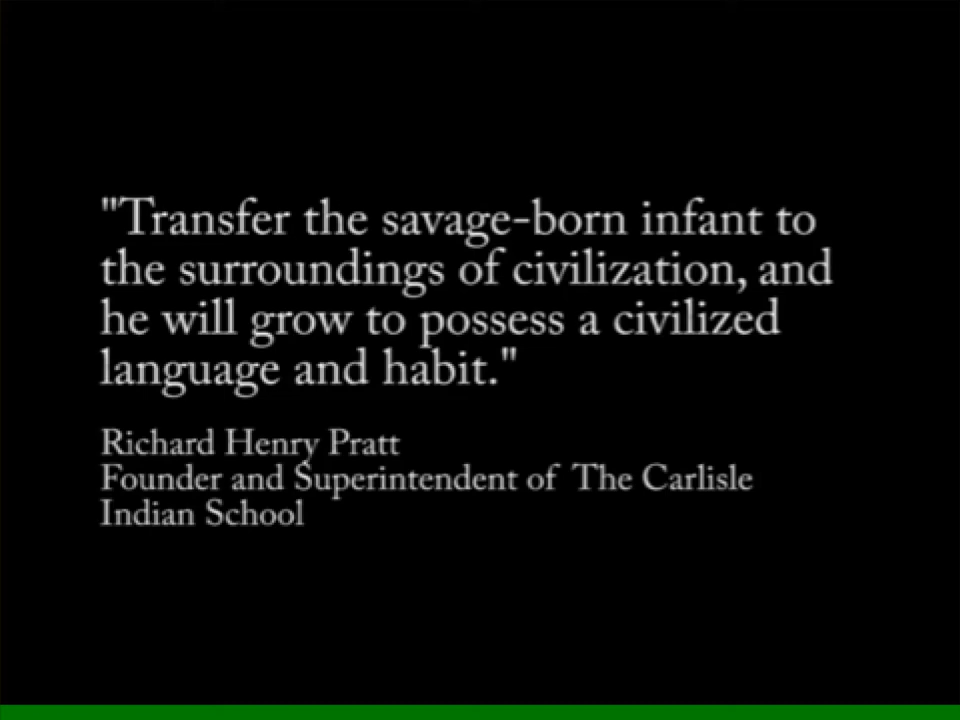 "Transfer the savage-born infant to
the surroundings of civilization, and
he will grow to possess a civilized
language and habit."
Richard Henry Pratt
Founder and Superintendent of The Carlisle
Indian School